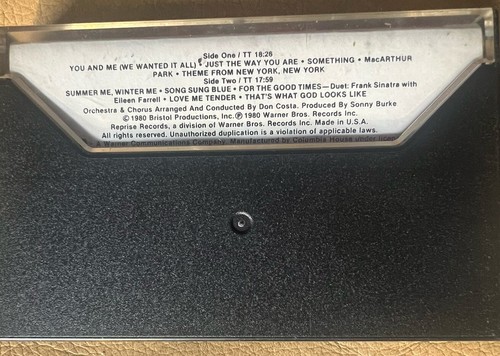 Side One / TT 18:26
YOU AND ME (WE WANTED IT ALL) • JUST THE WAY YOU ARE • SOMETHING • MacARTHUR
PARK • THEME FROM NEW YORK, NEW YORK
Side Two / TT 17:59
SUMMER ME, WINTER ME • SONG SUNG BLUE • FOR THE GOOD TIMES—Duet: Frank Sinatra with
Eileen Farrell • LOVE ME TENDER • THAT'S WHAT GOD LOOKS LIKE
Orchestra & Chorus Arranged And Conducted By Don Costa. Produced By Sonny Burke
© 1980 Bristol Productions, Inc. ℗ 1980 Warner Bros. Records Inc.
Reprise Records, a division of Warner Bros. Records Inc. Made in U.S.A.
All rights reserved. Unauthorized duplication is a violation of applicable laws.
A Warner Communications Company. Manufactured by Columbia House under